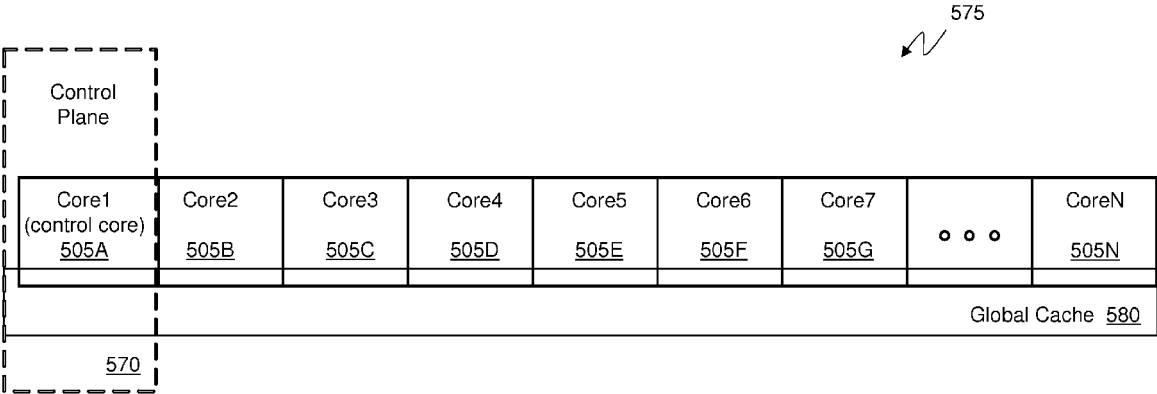 575
Control
Plane
Core1 Core2 Core3 Core4 Core5 Core6 Core7 CoreN
(control core)
505A 505B 505C 505D 505E 505F 505G 505N
Global Cache 580
570